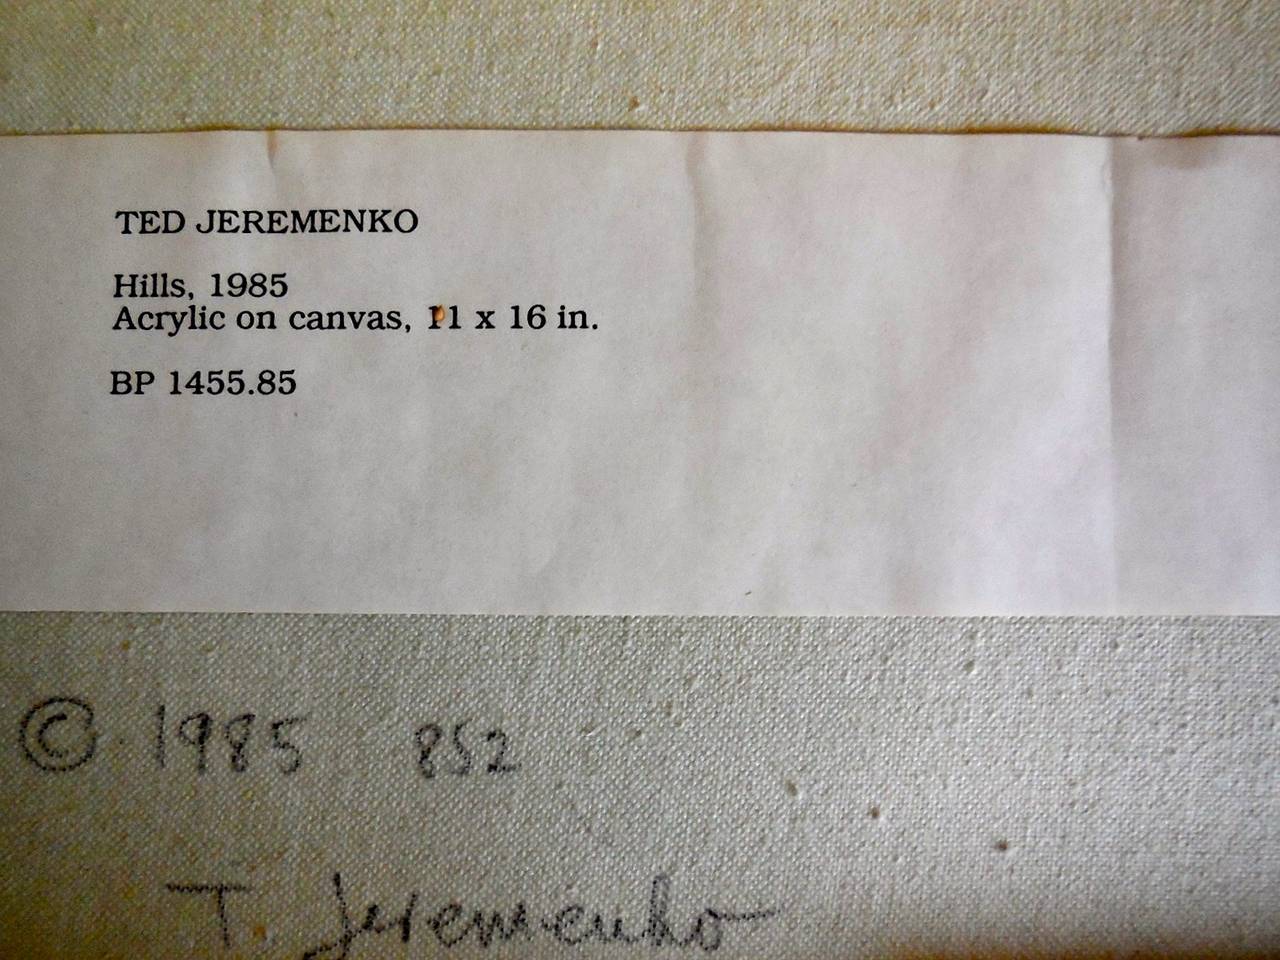 TED JEREMENKO
Hills, 1985
Acrylic on canvas, 11 x 16 in.
BP 1455.85
© 1985 852
T. Jeremenko